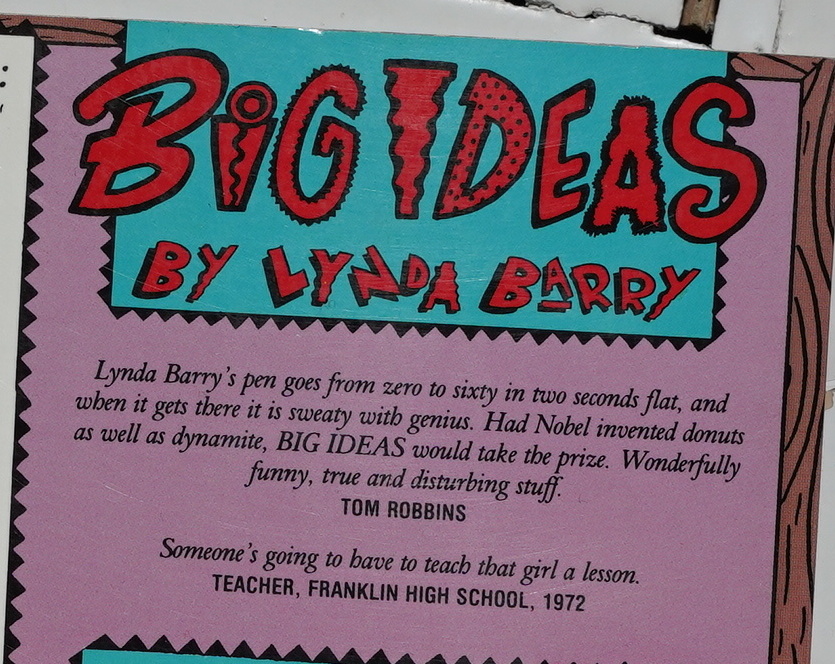 BIG IDEAS
BY LYNDA BARRY
Lynda Barry's pen goes from zero to sixty in two seconds flat, and
when it gets there it is sweaty with genius. Had Nobel invented donuts
as well as dynamite, BIG IDEAS would take the prize. Wonderfully
funny, true and disturbing stuff.
TOM ROBBINS
Someone's going to have to teach that girl a lesson.
TEACHER, FRANKLIN HIGH SCHOOL, 1972